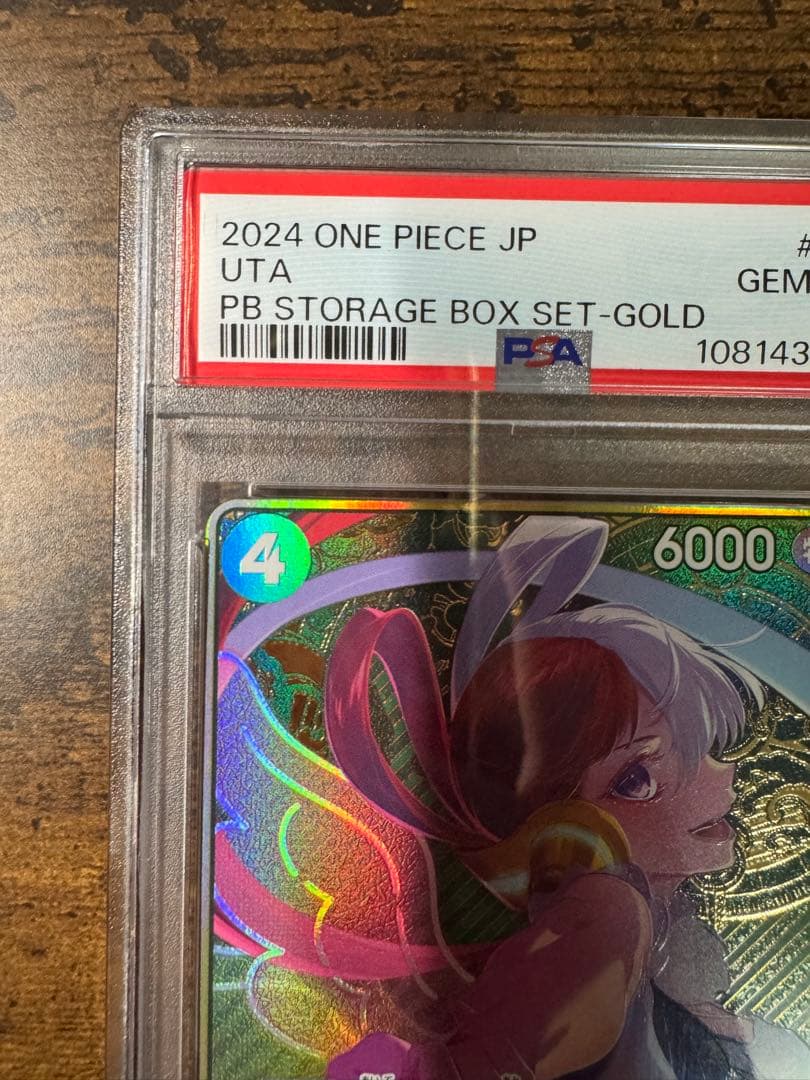 2024 ONE PIECE JP #
UTA GEM
PB STORAGE BOX SET-GOLD
PSA 108143
4 6000